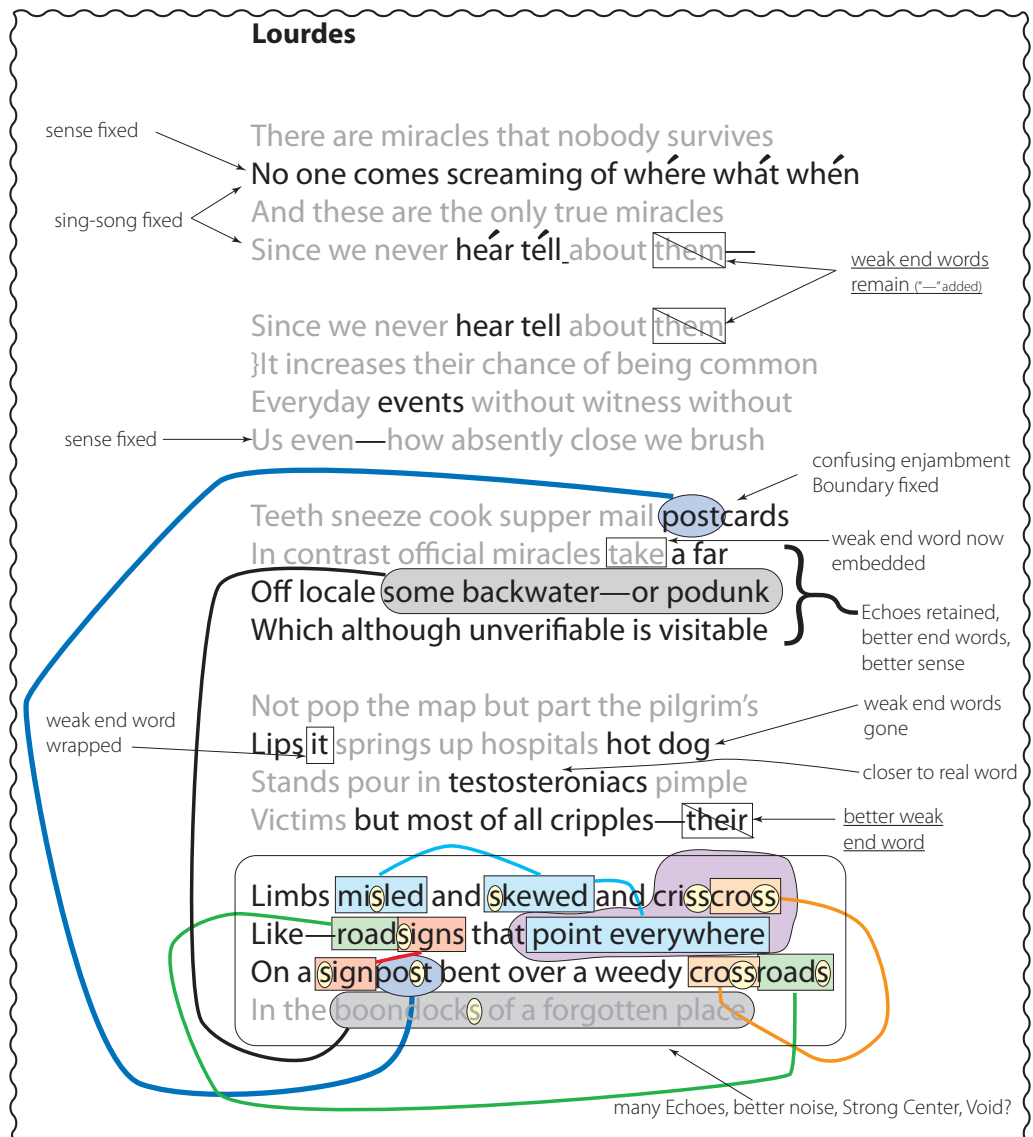 Lourdes
There are miracles that nobody survives
sense fixed
No one comes screaming of whére whát whén
And these are the only true miracles
sing-song fixed
Since we never heár téll_about them—
weak end words
remain ("—"added)
Since we never hear tell about them
}It increases their chance of being common
Everyday events without witness without
sense fixed
Us even—how absently close we brush
confusing enjambment
Boundary fixed
Teeth sneeze cook supper mail postcards
weak end word now
embedded
In contrast official miracles take a far
Off locale some backwater—or podunk
Which although unverifiable is visitable
Echoes retained,
better end words,
better sense
Not pop the map but part the pilgrim's
weak end words
gone
weak end word
wrapped
Lips it springs up hospitals hot dog
Stands pour in testosteroniacs pimple
closer to real word
Victims but most of all cripples—their
better weak
end word
Limbs misled and skewed and crisscross
Like—roadsigns that point everywhere
On a signpost bent over a weedy crossroads
In the boondocks of a forgotten place
many Echoes, better noise, Strong Center, Void?